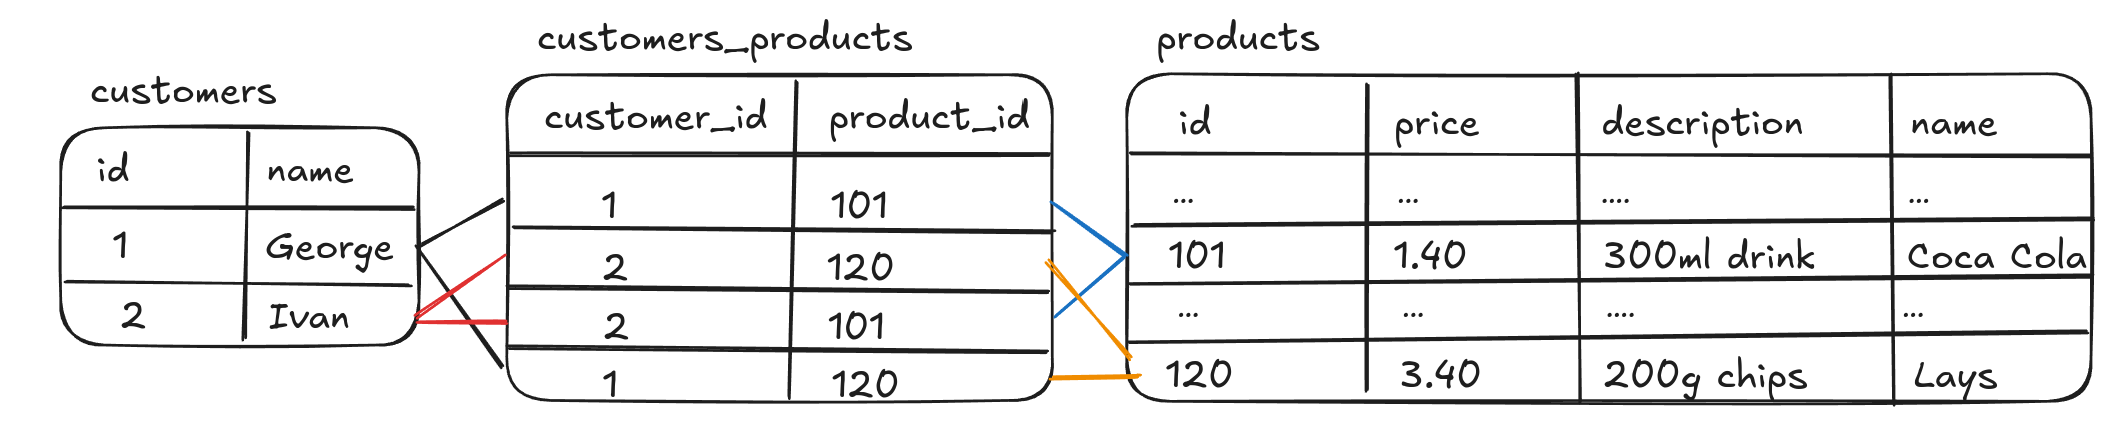 customers
id name
1 George
2 Ivan
customers_products
customer_id product_id
1 101
2 120
2 101
1 120
products
id price description name
... ... .... ...
101 1.40 300ml drink Coca Cola
... ... .... ...
120 3.40 200g chips Lays